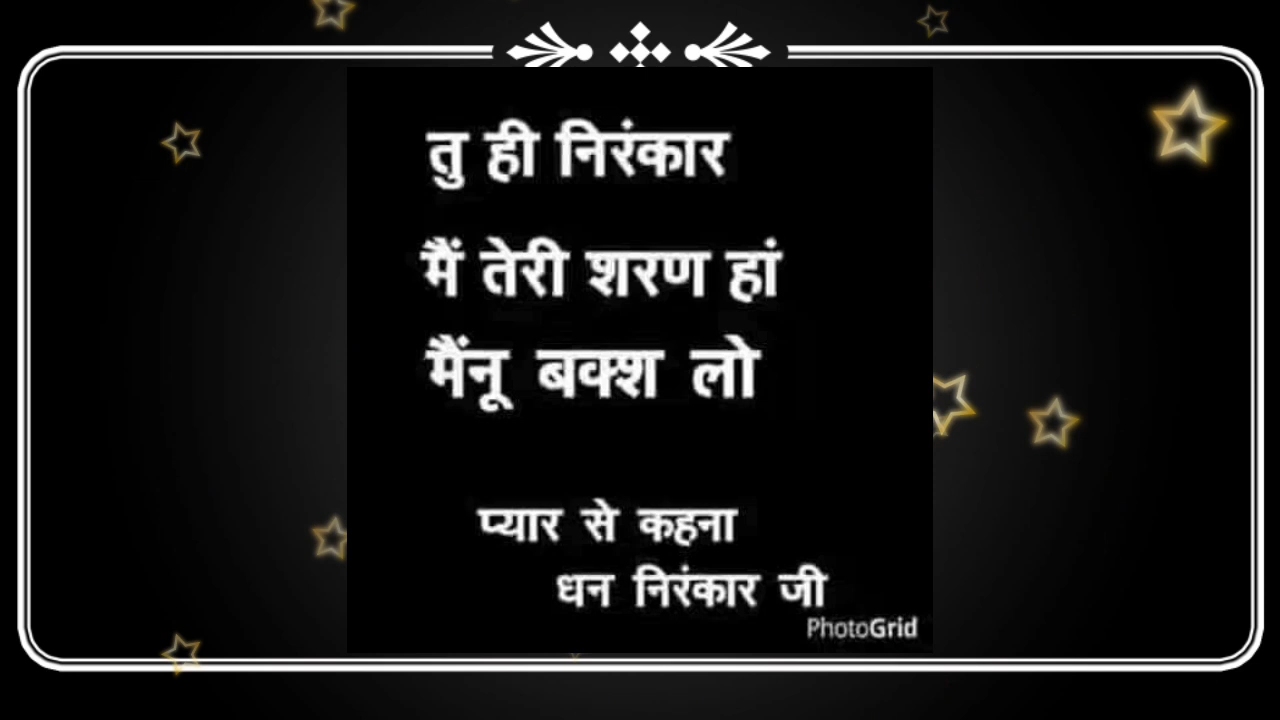 तु ही निरंकार
मैं तेरी शरण हां
मैंनू बक्श लो
प्यार से कहना
धन निरंकार जी
PhotoGrid